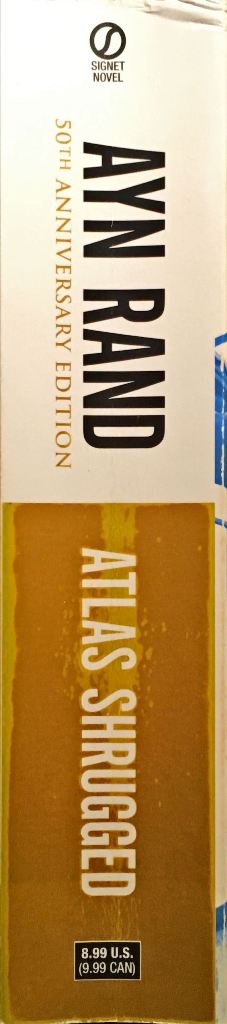 SIGNET
NOVEL
AYN RAND
50TH ANNIVERSARY EDITION
ATLAS SHRUGGED
8.99 U.S.
(9.99 CAN)